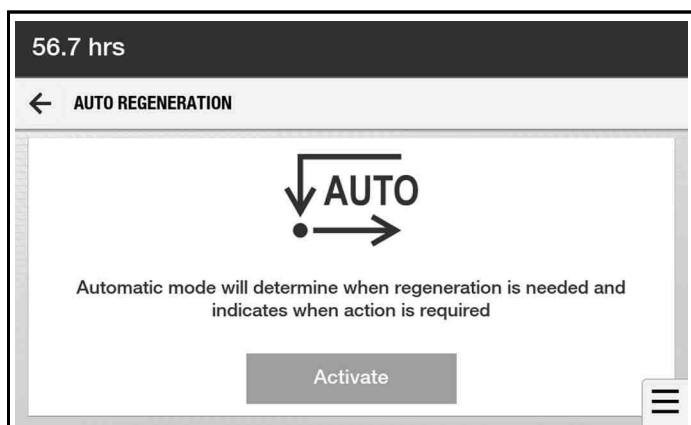 56.7 hrs
AUTO REGENERATION
AUTO
Automatic mode will determine when regeneration is needed and
indicates when action is required
Activate